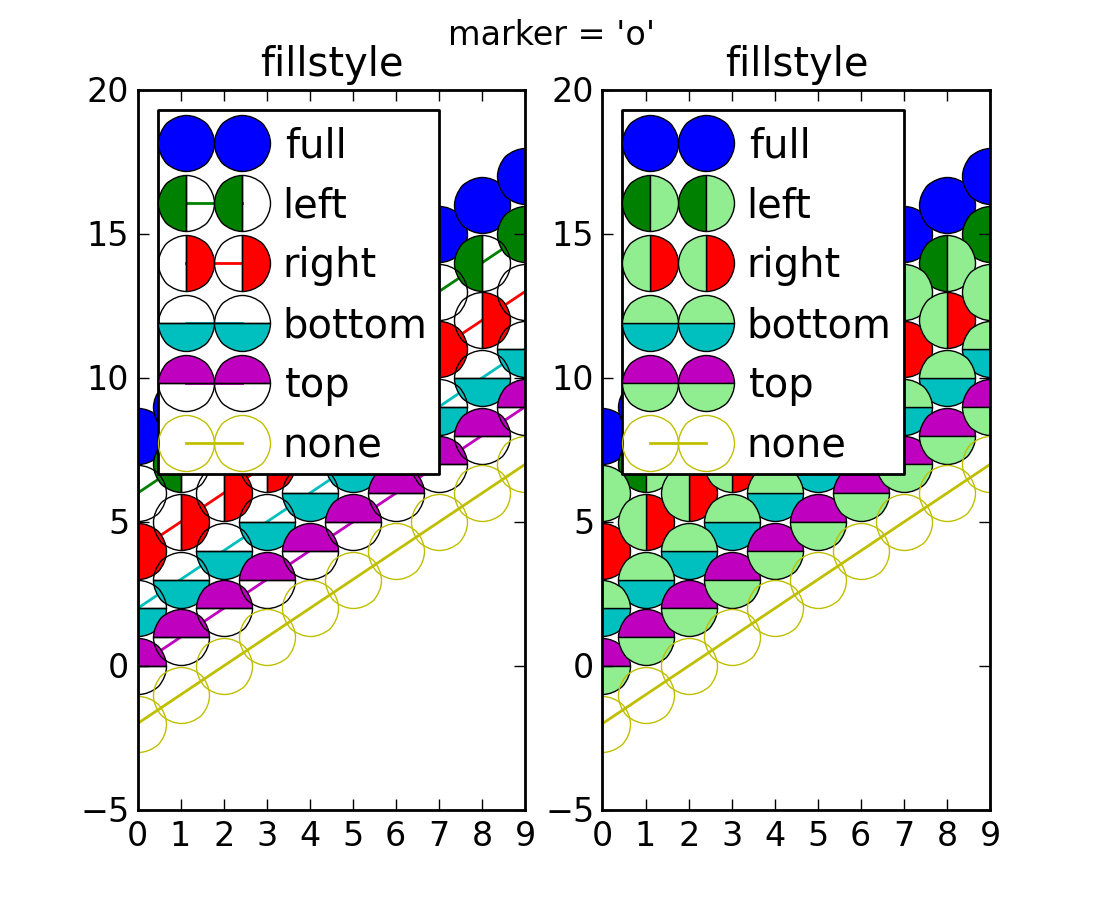 marker = 'o'
fillstyle
20
15
10
5
0
−5
0 1 2 3 4 5 6 7 8 9
full
left
right
bottom
top
none
fillstyle
20
15
10
5
0
−5
0 1 2 3 4 5 6 7 8 9
full
left
right
bottom
top
none